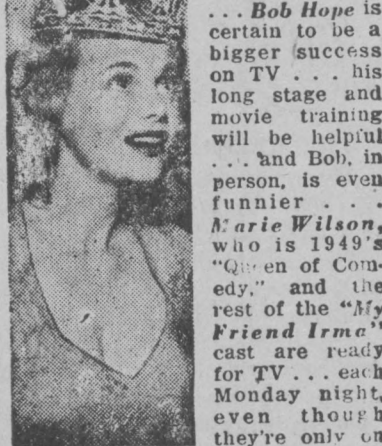 . . . Bob Hope is
certain to be a
bigger success
on TV . . . his
long stage and
movie training
will be helpful
. . . and Bob, in
person, is even
funnier . . .
Marie Wilson,
who is 1949's
"Queen of Com-
edy," and the
rest of the "My
Friend Irma"
cast are ready
for TV . . . each
Monday night,
even though
they're only on